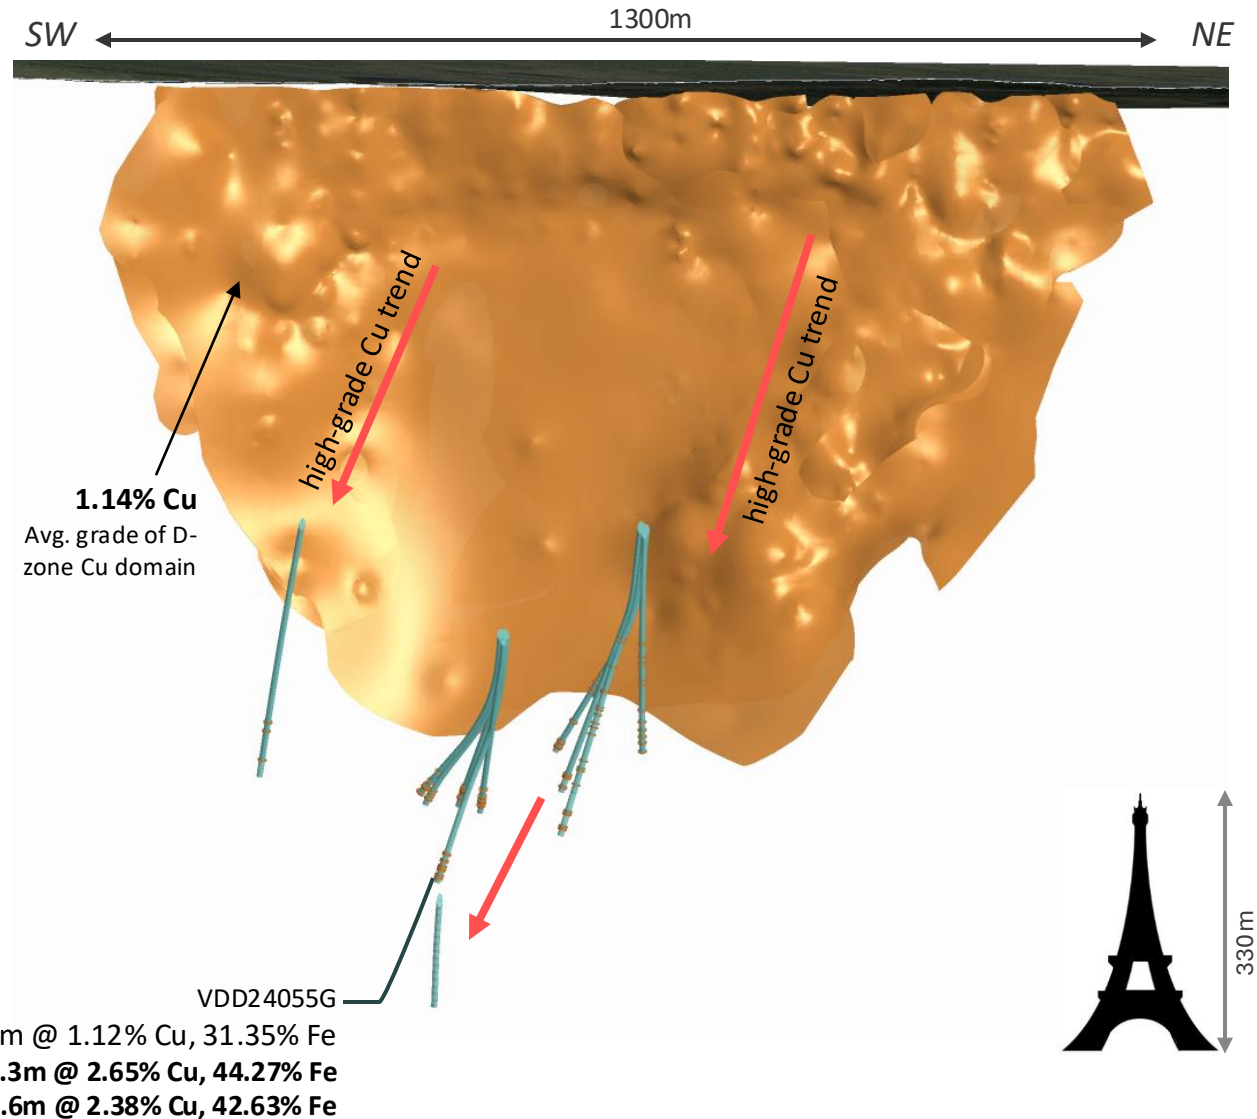 1300m
SW
NE
high-grade Cu trend
high-grade Cu trend
1.14% Cu
Avg. grade of D-
zone Cu domain
330m
VDD24055G
m @ 1.12% Cu, 31.35% Fe
.3m @ 2.65% Cu, 44.27% Fe
.6m @ 2.38% Cu, 42.63% Fe